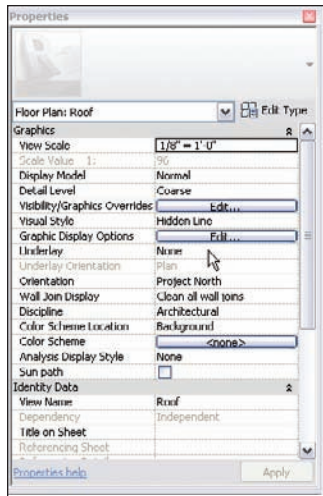 Properties
Floor Plan: Roof Edit Type
Graphics
View Scale 1/8" = 1'-0"
Scale Value 1: 96
Display Model Normal
Detail Level Coarse
Visibility/Graphics Overrides Edit...
Visual Style Hidden Line
Graphic Display Options Edit...
Underlay None
Underlay Orientation Plan
Orientation Project North
Wall Join Display Clean all wall joins
Discipline Architectural
Color Scheme Location Background
Color Scheme <none>
Analysis Display Style None
Sun path
Identity Data
View Name Roof
Dependency Independent
Title on Sheet
Referencing Sheet
Properties help Apply